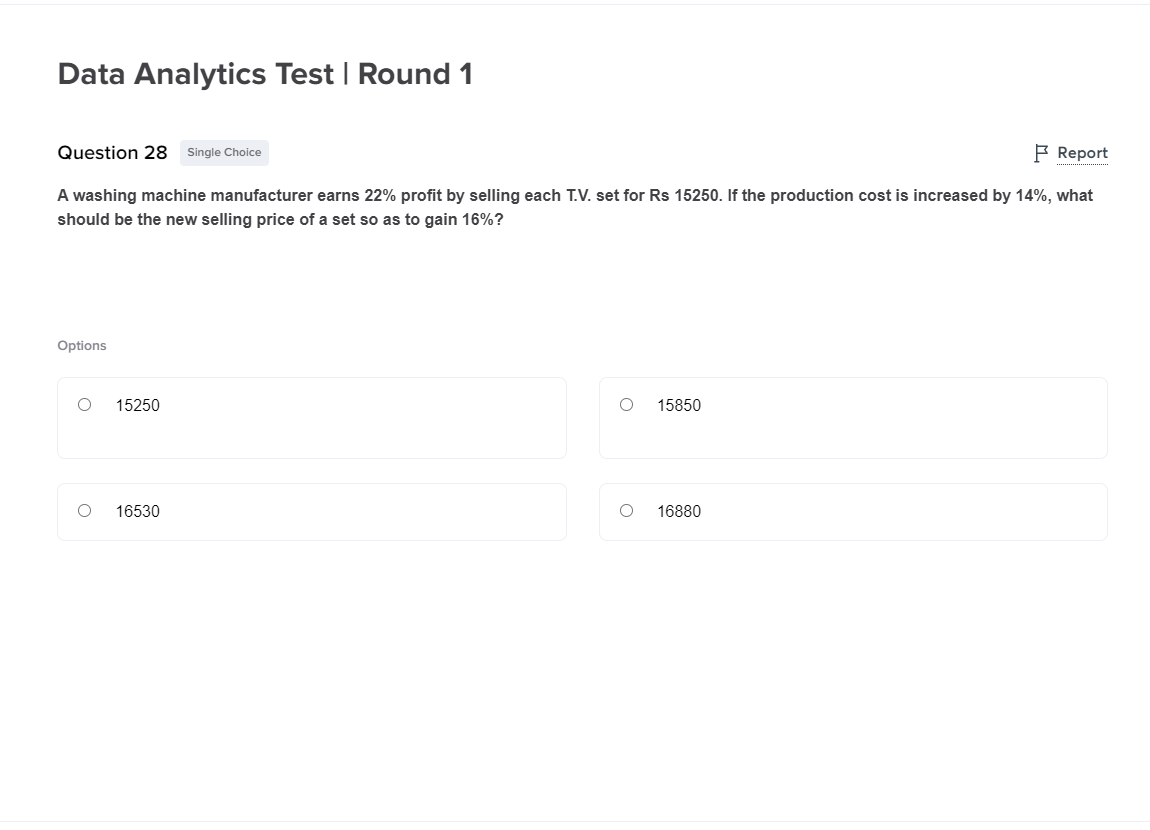 Data Analytics Test | Round 1
Question 28 Single Choice Report
A washing machine manufacturer earns 22% profit by selling each T.V. set for Rs 15250. If the production cost is increased by 14%, what
should be the new selling price of a set so as to gain 16%?
Options
15250 15850
16530 16880